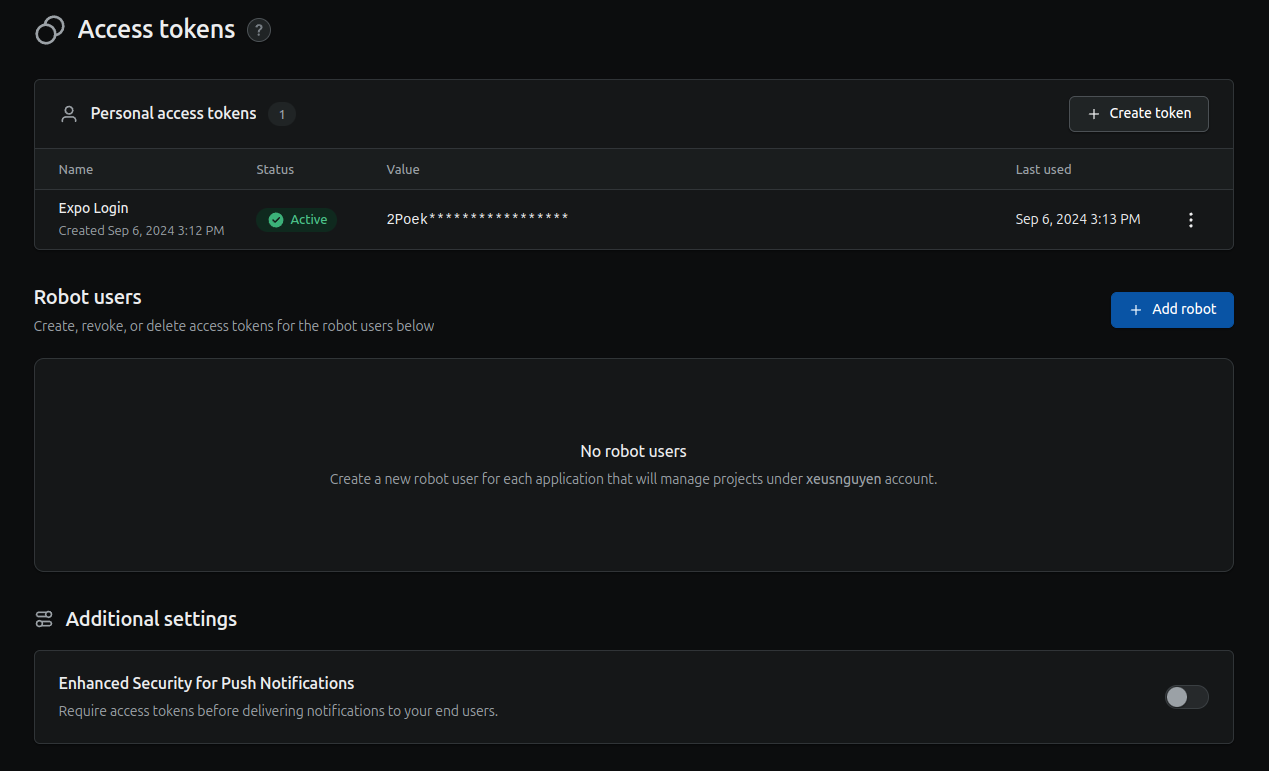 Access tokens ?
Personal access tokens 1
+ Create token
Name Status Value Last used
Expo Login
Created Sep 6, 2024 3:12 PM
Active
2Poek*****************
Sep 6, 2024 3:13 PM
Robot users
Create, revoke, or delete access tokens for the robot users below
+ Add robot
No robot users
Create a new robot user for each application that will manage projects under xeusnguyen account.
Additional settings
Enhanced Security for Push Notifications
Require access tokens before delivering notifications to your end users.